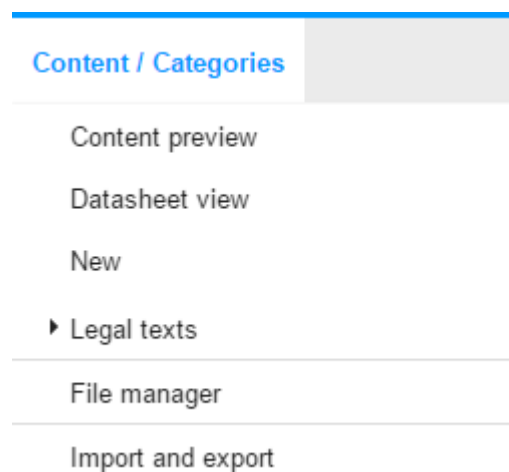 Content / Categories
Content preview
Datasheet view
New
Legal texts
File manager
Import and export